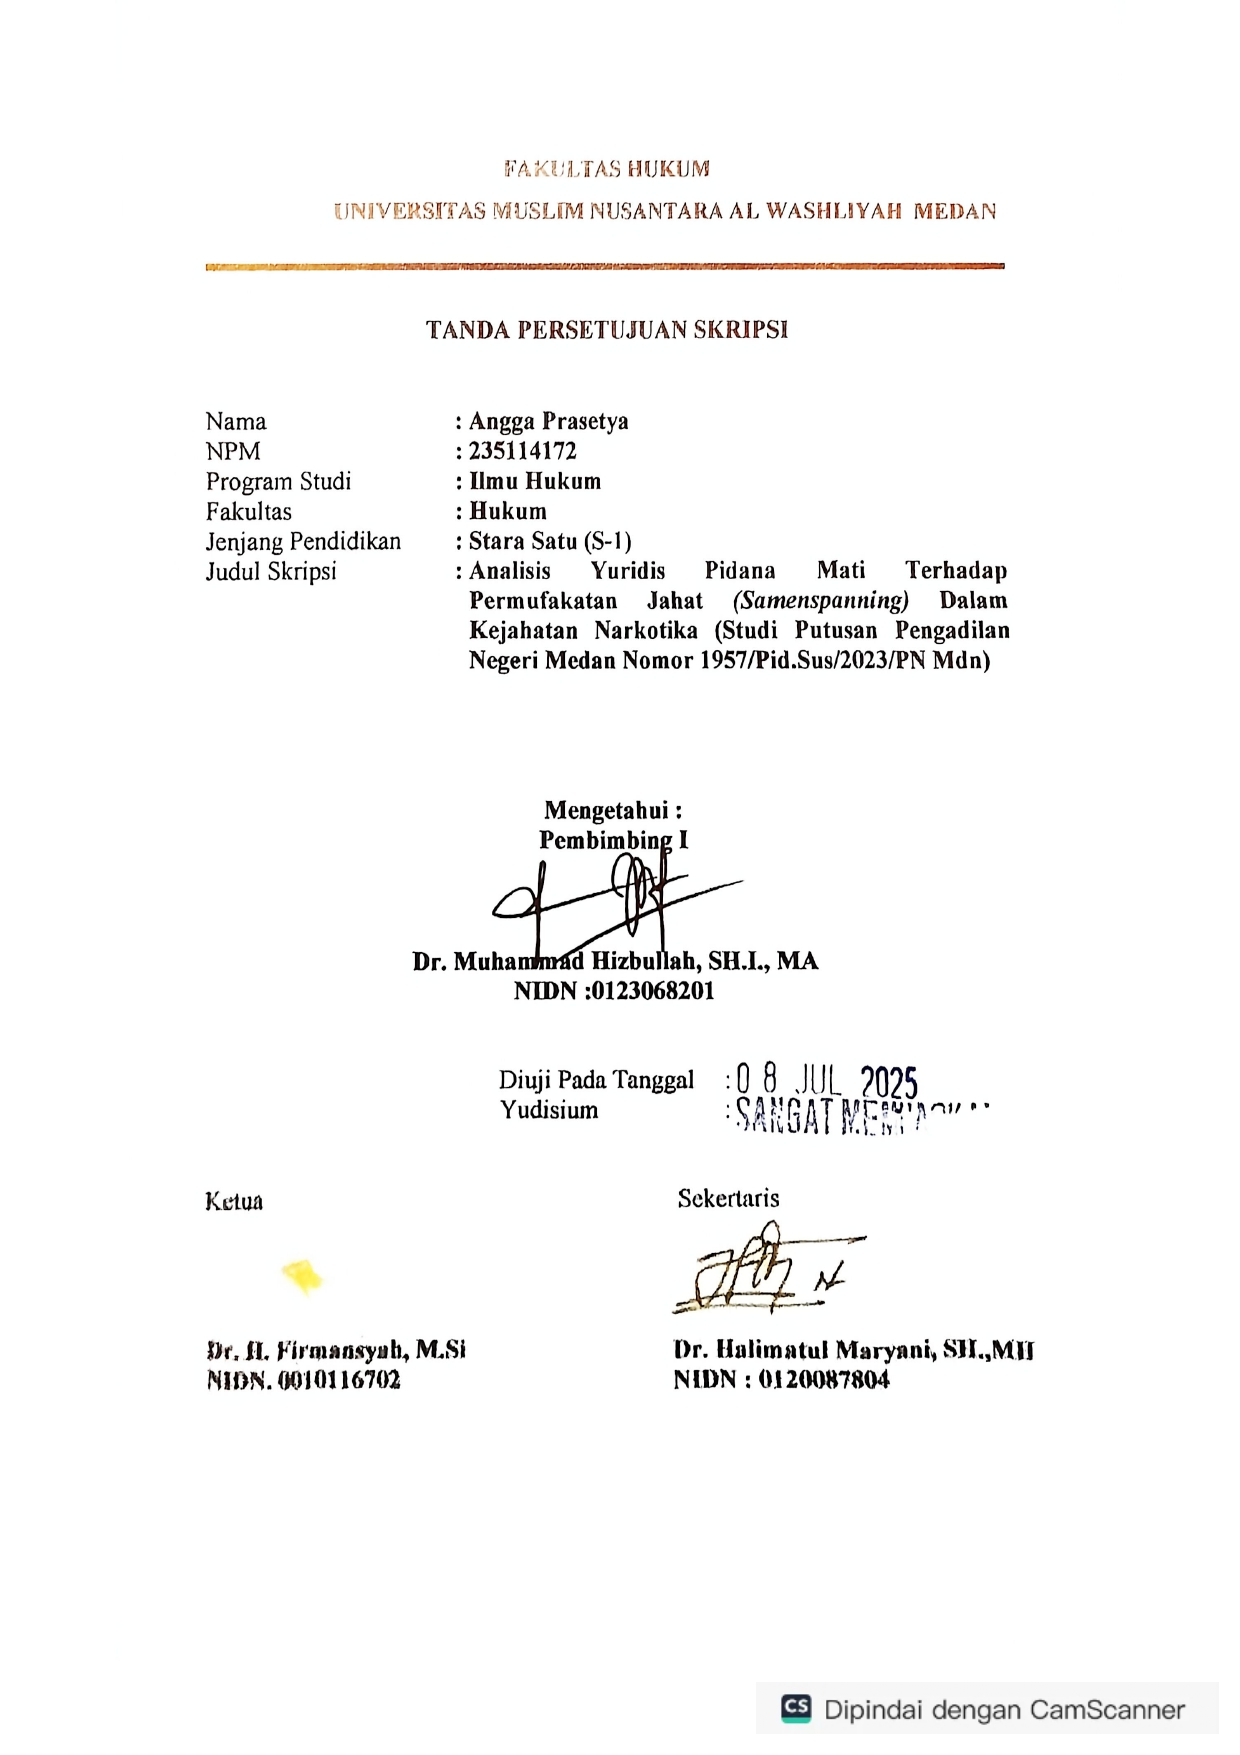 FAKULTAS HUKUM
UNIVERSITAS MUSLIM NUSANTARA AL WASHLIYAH MEDAN
TANDA PERSETUJUAN SKRIPSI
Nama : Angga Prasetya
NPM : 235114172
Program Studi : Ilmu Hukum
Fakultas : Hukum
Jenjang Pendidikan : Stara Satu (S-1)
Judul Skripsi : Analisis Yuridis Pidana Mati Terhadap
Permufakatan Jahat (Samenspanning) Dalam
Kejahatan Narkotika (Studi Putusan Pengadilan
Negeri Medan Nomor 1957/Pid.Sus/2023/PN Mdn)
Mengetahui :
Pembimbing I
Dr. Muhammad Hizbullah, SH.I., MA
NIDN :0123068201
Diuji Pada Tanggal : 08 JUL 2025
Yudisium : SANGAT
Ketua Sekertaris
Dr. H. Firmansyah, M.Si Dr. Halimatul Maryani, SH.,MH
NIDN. 0010116702 NIDN : 0120087804
CS Dipindai dengan CamScanner